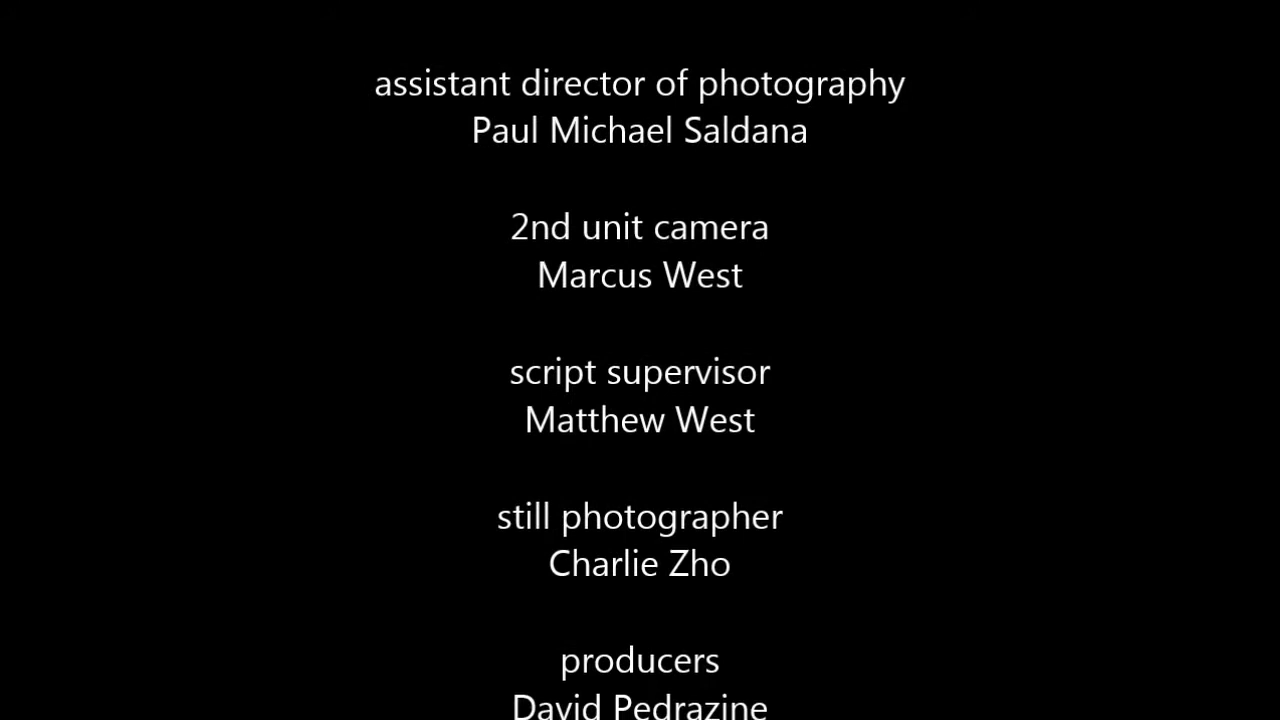 assistant director of photography
Paul Michael Saldana
2nd unit camera
Marcus West
script supervisor
Matthew West
still photographer
Charlie Zho
producers
David Pedrazine